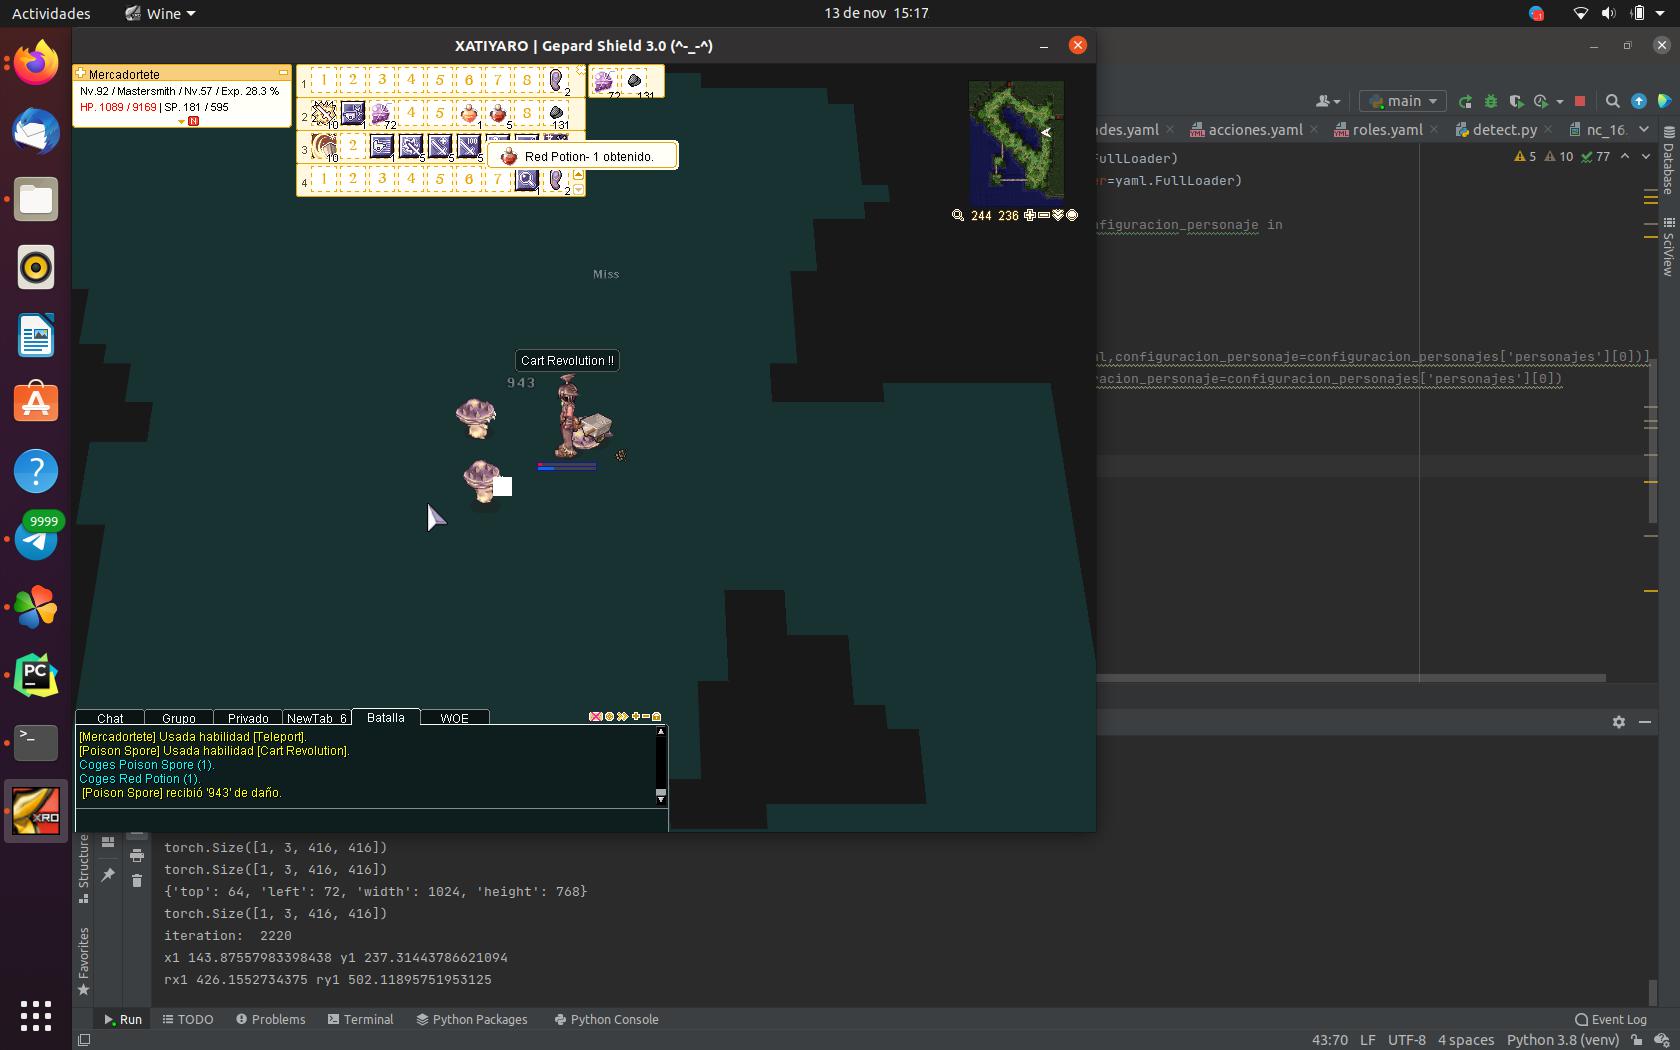 Actividades
Wine
13 de nov 15:17
XATIYARO | Gepard Shield 3.0 (^-_-^)
Mercadortete
Nv.92 / Mastersmith / Nv.57 / Exp. 28.3 %
HP. 1089 / 9169 | SP. 181 / 595
N
1 1 2 3 4 5 6 7 8 2
72 131
2 10 72 4 5 1 5 8 131
3 10 2 1 5 5 5
Red Potion- 1 obtenido.
4 1 2 3 4 5 6 7 1 2
244 236
Miss
Cart Revolution !!
943
Chat
Grupo
Privado
NewTab 6
Batalla
WOE
[Mercadortete] Usada habilidad [Teleport].
[Poison Spore] Usada habilidad [Cart Revolution].
Coges Poison Spore (1).
Coges Red Potion (1).
[Poison Spore] recibió '943' de daño.
main
des.yaml
acciones.yaml
roles.yaml
detect.py
nc_16.
FullLoader)
5 10 77
r=yaml.FullLoader)
figuracion_personaje in
l,configuracion_personaje=configuracion_personajes['personajes'][0])]
racion_personaje=configuracion_personajes['personajes'][0])
Database
SciView
9999
PC
>_
XRO
Structure
Favorites
torch.Size([1, 3, 416, 416])
torch.Size([1, 3, 416, 416])
{'top': 64, 'left': 72, 'width': 1024, 'height': 768}
torch.Size([1, 3, 416, 416])
iteration:  2220
x1 143.87557983398438 y1 237.31443786621094
rx1 426.1552734375 ry1 502.11895751953125
Run
TODO
Problems
Terminal
Python Packages
Python Console
Event Log
43:70 LF UTF-8 4 spaces Python 3.8 (venv)